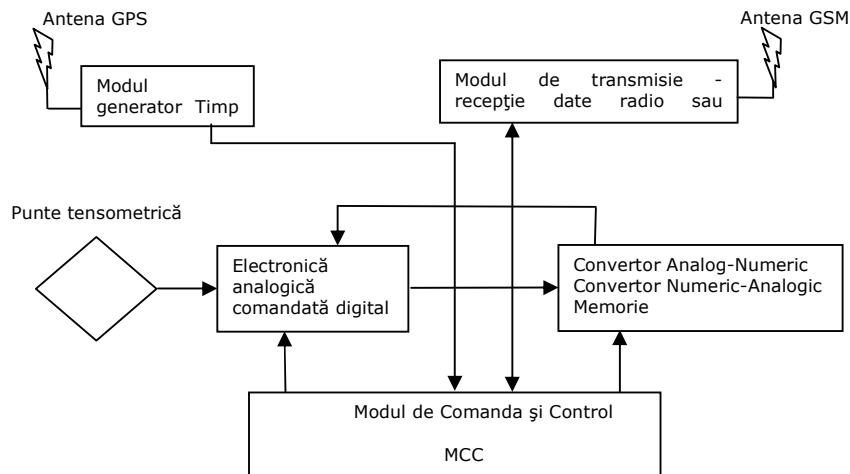 Antena GPS
Antena GSM
Modul
generator Timp
Modul de transmisie -
recepţie date radio sau
Punte tensometrică
Electronică
analogică
comandată digital
Convertor Analog-Numeric
Convertor Numeric-Analogic
Memorie
Modul de Comanda şi Control
MCC